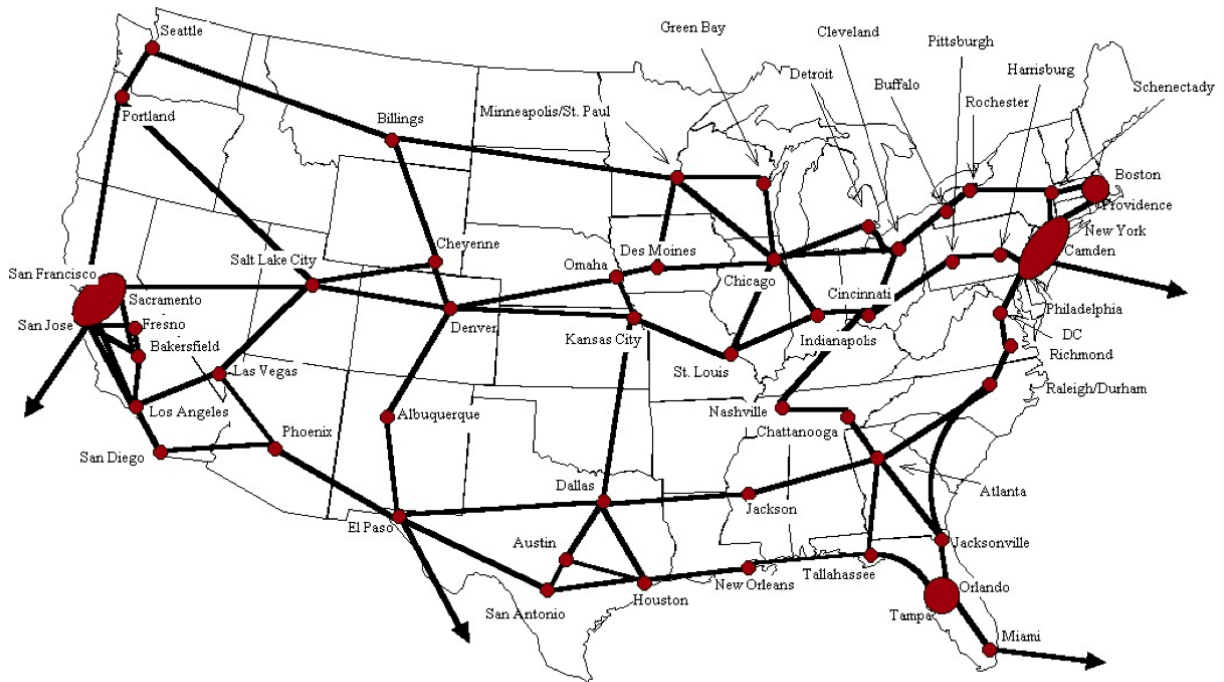 Seattle
Green Bay
Cleveland
Pittsburgh
Detroit
Harrisburg
Buffalo
Schenectady
Rochester
Minneapolis/St. Paul
Portland
Billings
Boston
Providence
New York
Cheyenne
Des Moines
Camden
Salt Lake City
Omaha
San Francisco
Chicago
Cincinnati
Sacramento
Philadelphia
San Jose
Fresno
Denver
Kansas City
Indianapolis
DC
Bakersfield
Richmond
Las Vegas
St. Louis
Raleigh/Durham
Los Angeles
Albuquerque
Nashville
Chattanooga
Phoenix
San Diego
Dallas
Atlanta
Jackson
El Paso
Austin
Jacksonville
Tallahassee
New Orleans
Orlando
San Antonio
Houston
Tampa
Miami